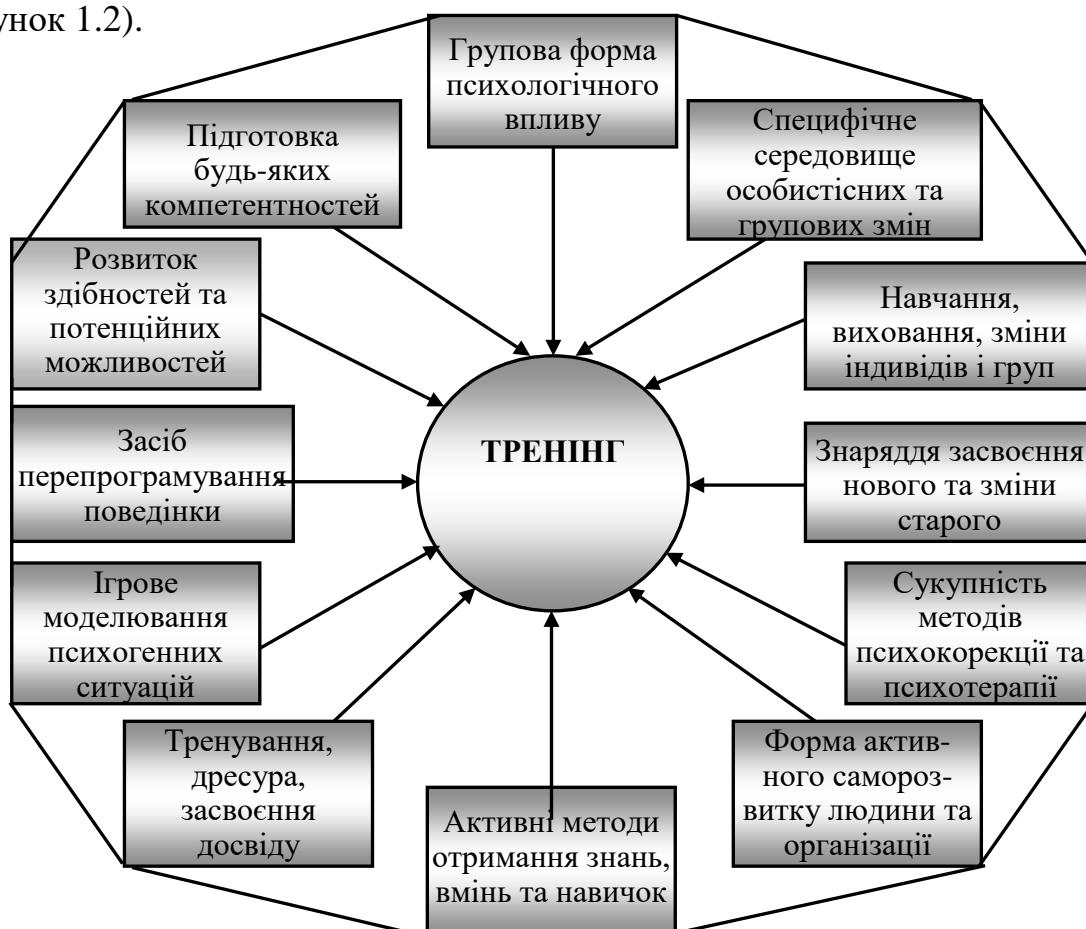 унок 1.2).
Групова форма
психологічного
впливу
Підготовка
будь-яких
компетентностей
Специфічне
середовище
особистісних та
групових змін
Розвиток
здібностей та
потенційних
можливостей
Навчання,
виховання, зміни
індивідів і груп
Засіб
перепрограмування
поведінки
ТРЕНІНГ
Знаряддя засвоєння
нового та зміни
старого
Ігрове
моделювання
психогенних
ситуацій
Сукупність
методів
психокорекції та
психотерапії
Тренування,
дресура,
засвоєння
досвіду
Активні методи
отримання знань,
вмінь та навичок
Форма актив-
ного самороз-
витку людини та
організації